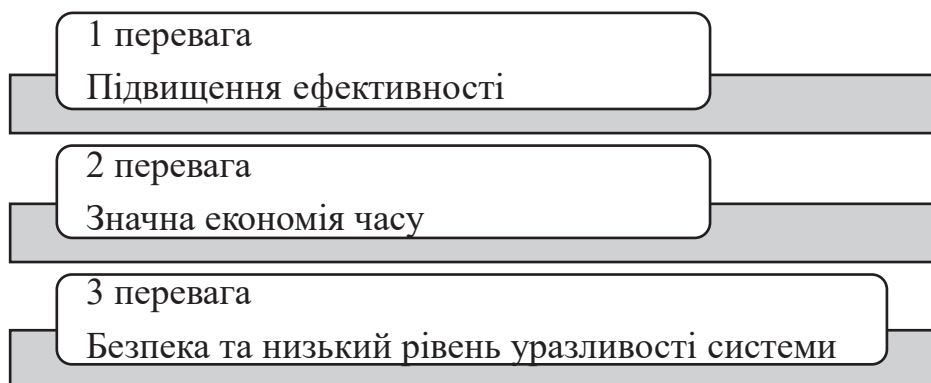 1 перевага
Підвищення ефективності
2 перевага
Значна економія часу
3 перевага
Безпека та низький рівень уразливості системи